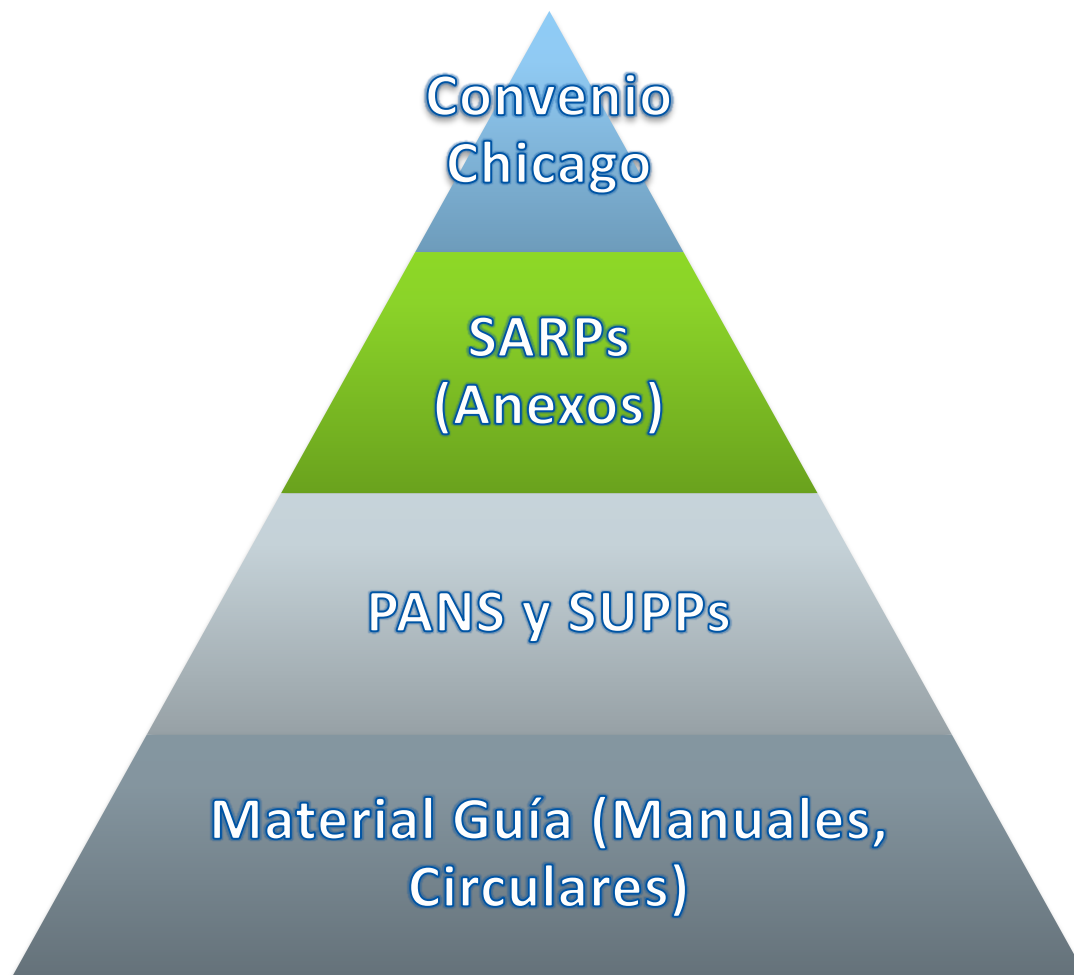 Convenio
Chicago
SARPs
(Anexos)
PANS y SUPPs
Material Guía (Manuales,
Circulares)